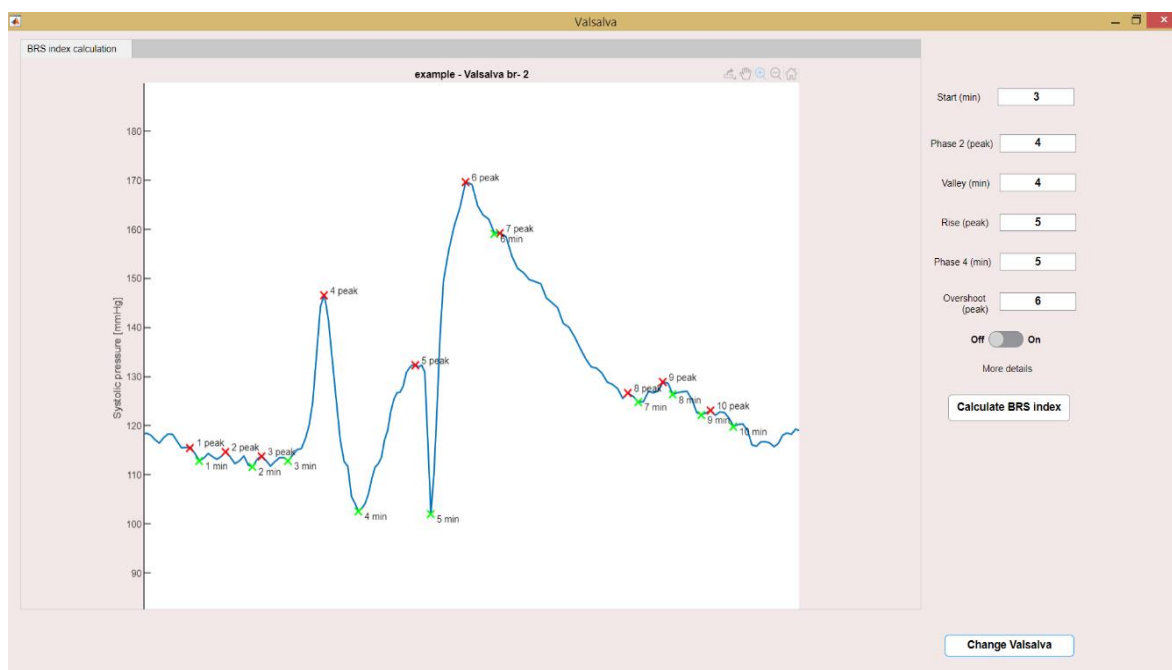 Valsalva
BRS index calculation
example - Valsalva br- 2
Systolic pressure [mmHg]
180
170
160
150
140
130
120
110
100
90
1 peak
1 min
2 peak
2 min
3 peak
3 min
4 peak
4 min
5 peak
5 min
6 peak
7 peak
6 min
8 peak
7 min
9 peak
8 min
10 peak
9 min
10 min
Start (min) 3
Phase 2 (peak) 4
Valley (min) 4
Rise (peak) 5
Phase 4 (min) 5
Overshoot
(peak) 6
Off On
More details
Calculate BRS index
Change Valsalva